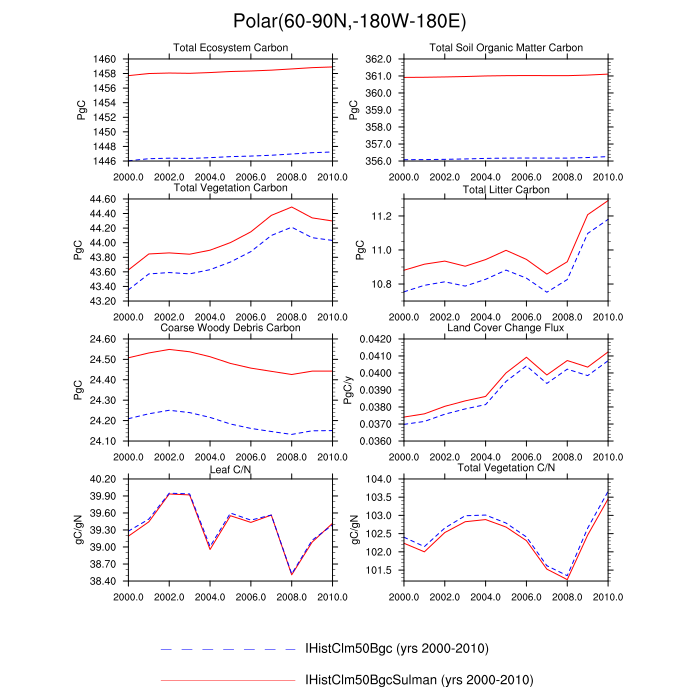 Polar(60-90N,-180W-180E)
Total Ecosystem Carbon
PgC
1460
1458
1456
1454
1452
1450
1448
1446
2000.0 2002.0 2004.0 2006.0 2008.0 2010.0
Total Soil Organic Matter Carbon
PgC
362.0
361.0
360.0
359.0
358.0
357.0
356.0
2000.0 2002.0 2004.0 2006.0 2008.0 2010.0
Total Vegetation Carbon
PgC
44.60
44.40
44.20
44.00
43.80
43.60
43.40
43.20
2000.0 2002.0 2004.0 2006.0 2008.0 2010.0
Total Litter Carbon
PgC
11.2
11.0
10.8
2000.0 2002.0 2004.0 2006.0 2008.0 2010.0
Coarse Woody Debris Carbon
PgC
24.60
24.50
24.40
24.30
24.20
24.10
2000.0 2002.0 2004.0 2006.0 2008.0 2010.0
Land Cover Change Flux
PgC/y
0.0420
0.0410
0.0400
0.0390
0.0380
0.0370
0.0360
2000.0 2002.0 2004.0 2006.0 2008.0 2010.0
Leaf C/N
gC/gN
40.20
39.90
39.60
39.30
39.00
38.70
38.40
2000.0 2002.0 2004.0 2006.0 2008.0 2010.0
Total Vegetation C/N
gC/gN
104.0
103.5
103.0
102.5
102.0
101.5
2000.0 2002.0 2004.0 2006.0 2008.0 2010.0
IHistClm50Bgc (yrs 2000-2010)
IHistClm50BgcSulman (yrs 2000-2010)